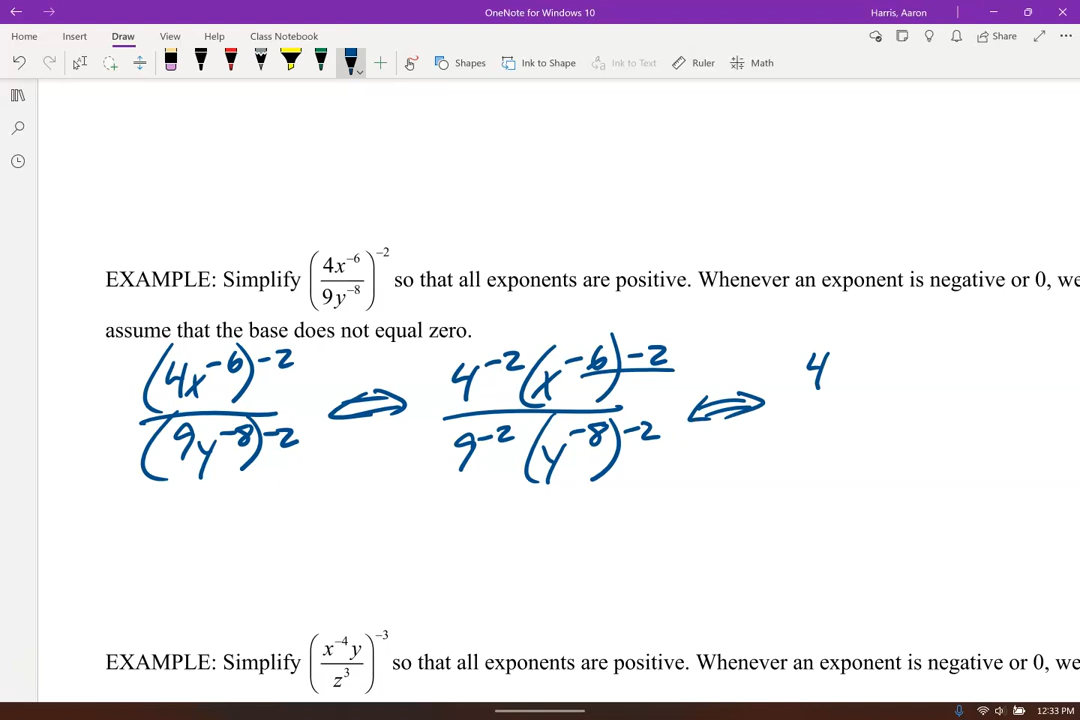 OneNote for Windows 10
Harris, Aaron
Home Insert Draw View Help Class Notebook
Share
Shapes Ink to Shape Ink to Text Ruler Math
EXAMPLE: Simplify (4x⁻⁶/9y⁻⁸)⁻² so that all exponents are positive. Whenever an exponent is negative or 0, we
assume that the base does not equal zero.
(4x⁻⁶)⁻²/(9y⁻⁸)⁻² ⇔ 4⁻²(x⁻⁶)⁻²/9⁻²(y⁻⁸)⁻² ⇔ 4
EXAMPLE: Simplify (x⁻⁴y/z³)⁻³ so that all exponents are positive. Whenever an exponent is negative or 0, we
12:33 PM